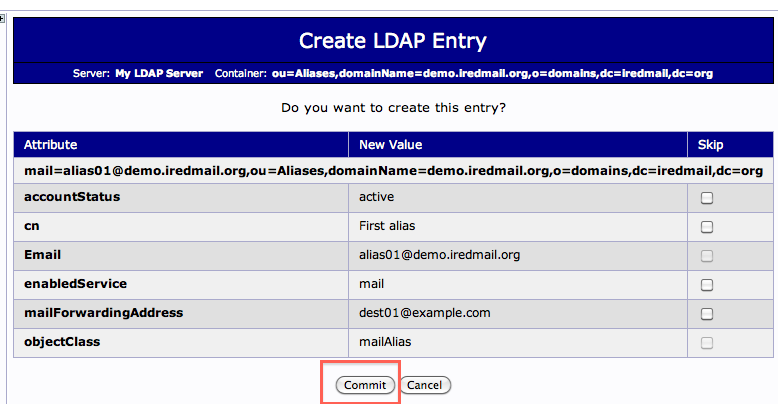 Create LDAP Entry
Server: My LDAP Server Container: ou=Aliases,domainName=demo.iredmail.org,o=domains,dc=iredmail,dc=org
Do you want to create this entry?
Attribute New Value Skip
mail=alias01@demo.iredmail.org,ou=Aliases,domainName=demo.iredmail.org,o=domains,dc=iredmail,dc=org
accountStatus active
cn First alias
Email alias01@demo.iredmail.org
enabledService mail
mailForwardingAddress dest01@example.com
objectClass mailAlias
Commit Cancel